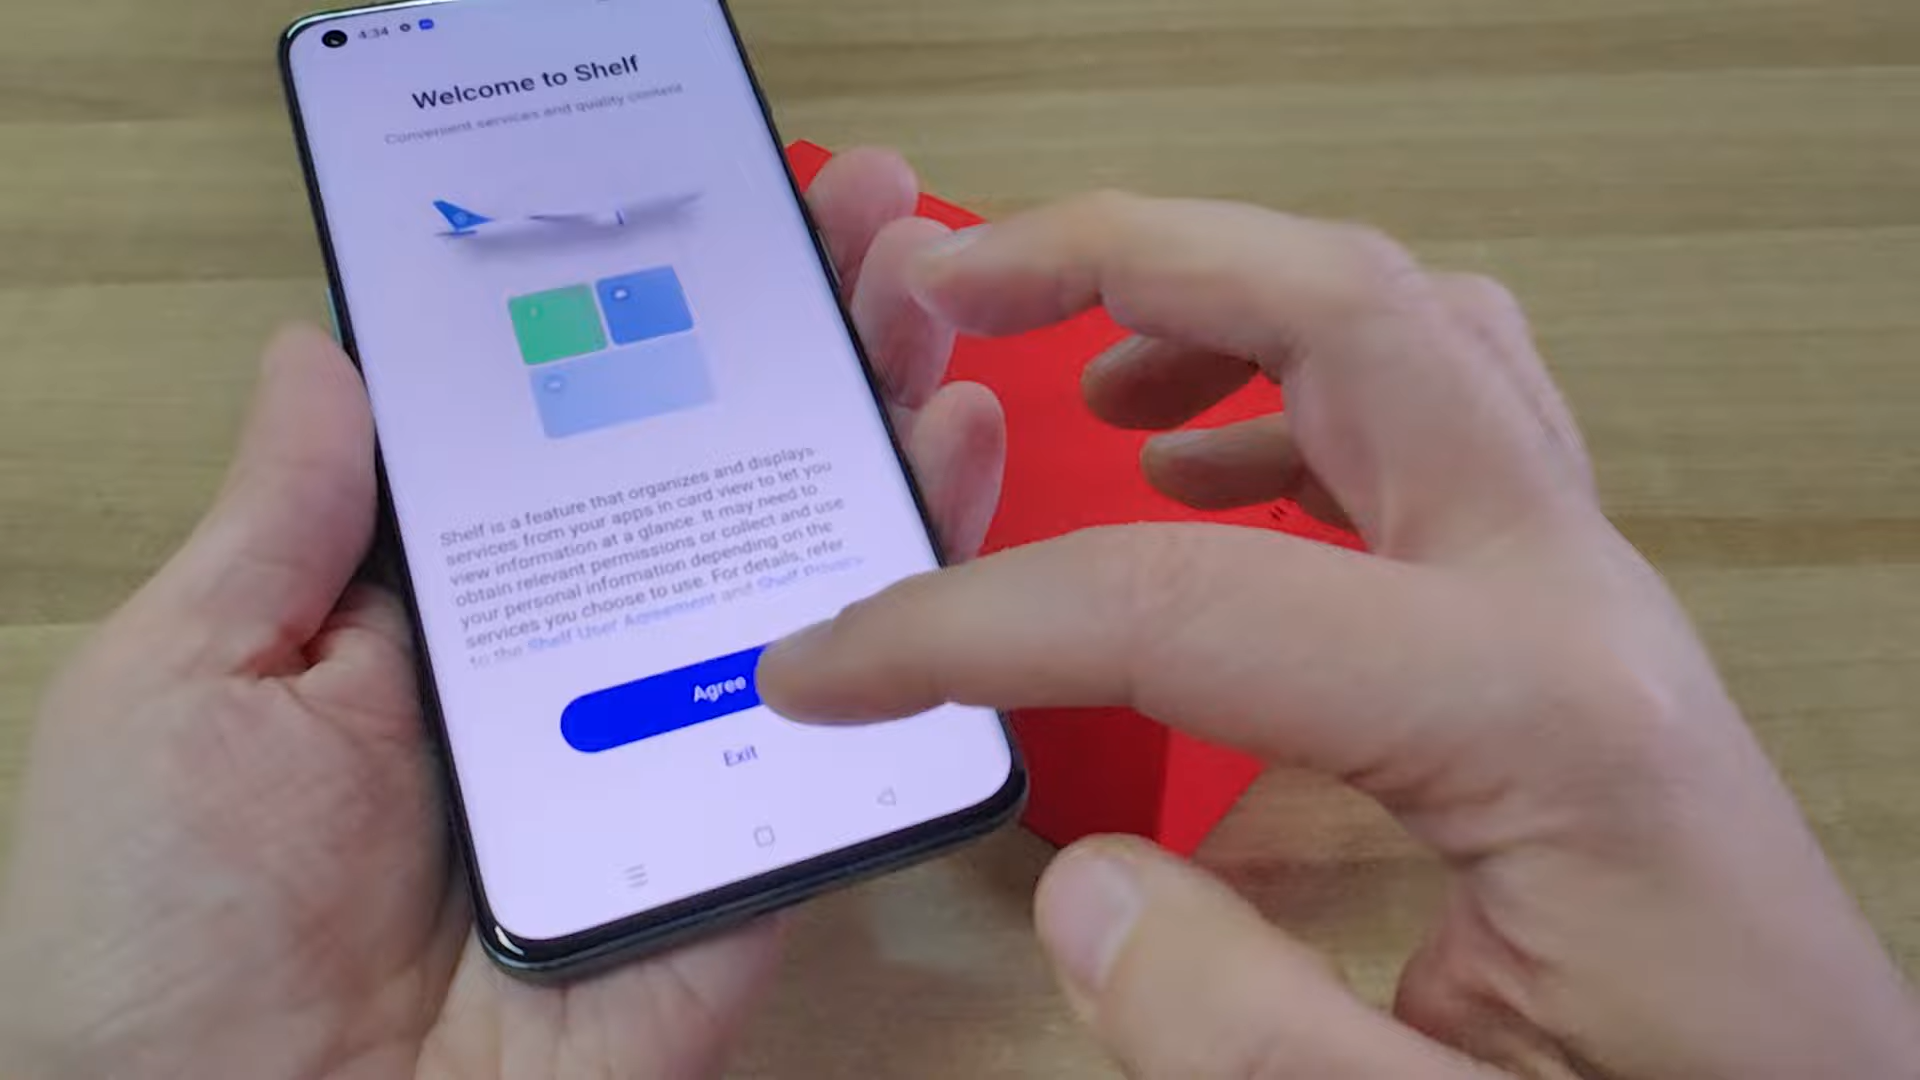 4:34
Welcome to Shelf
Convenient services and quality content
Shelf is a feature that organizes and displays
services from your apps in card view to let you
view information at a glance. It may need to
obtain relevant permissions or collect and use
your personal information depending on the
services you choose to use. For details, refer
to the Shelf User Agreement and Shelf Privacy
Agree
Exit